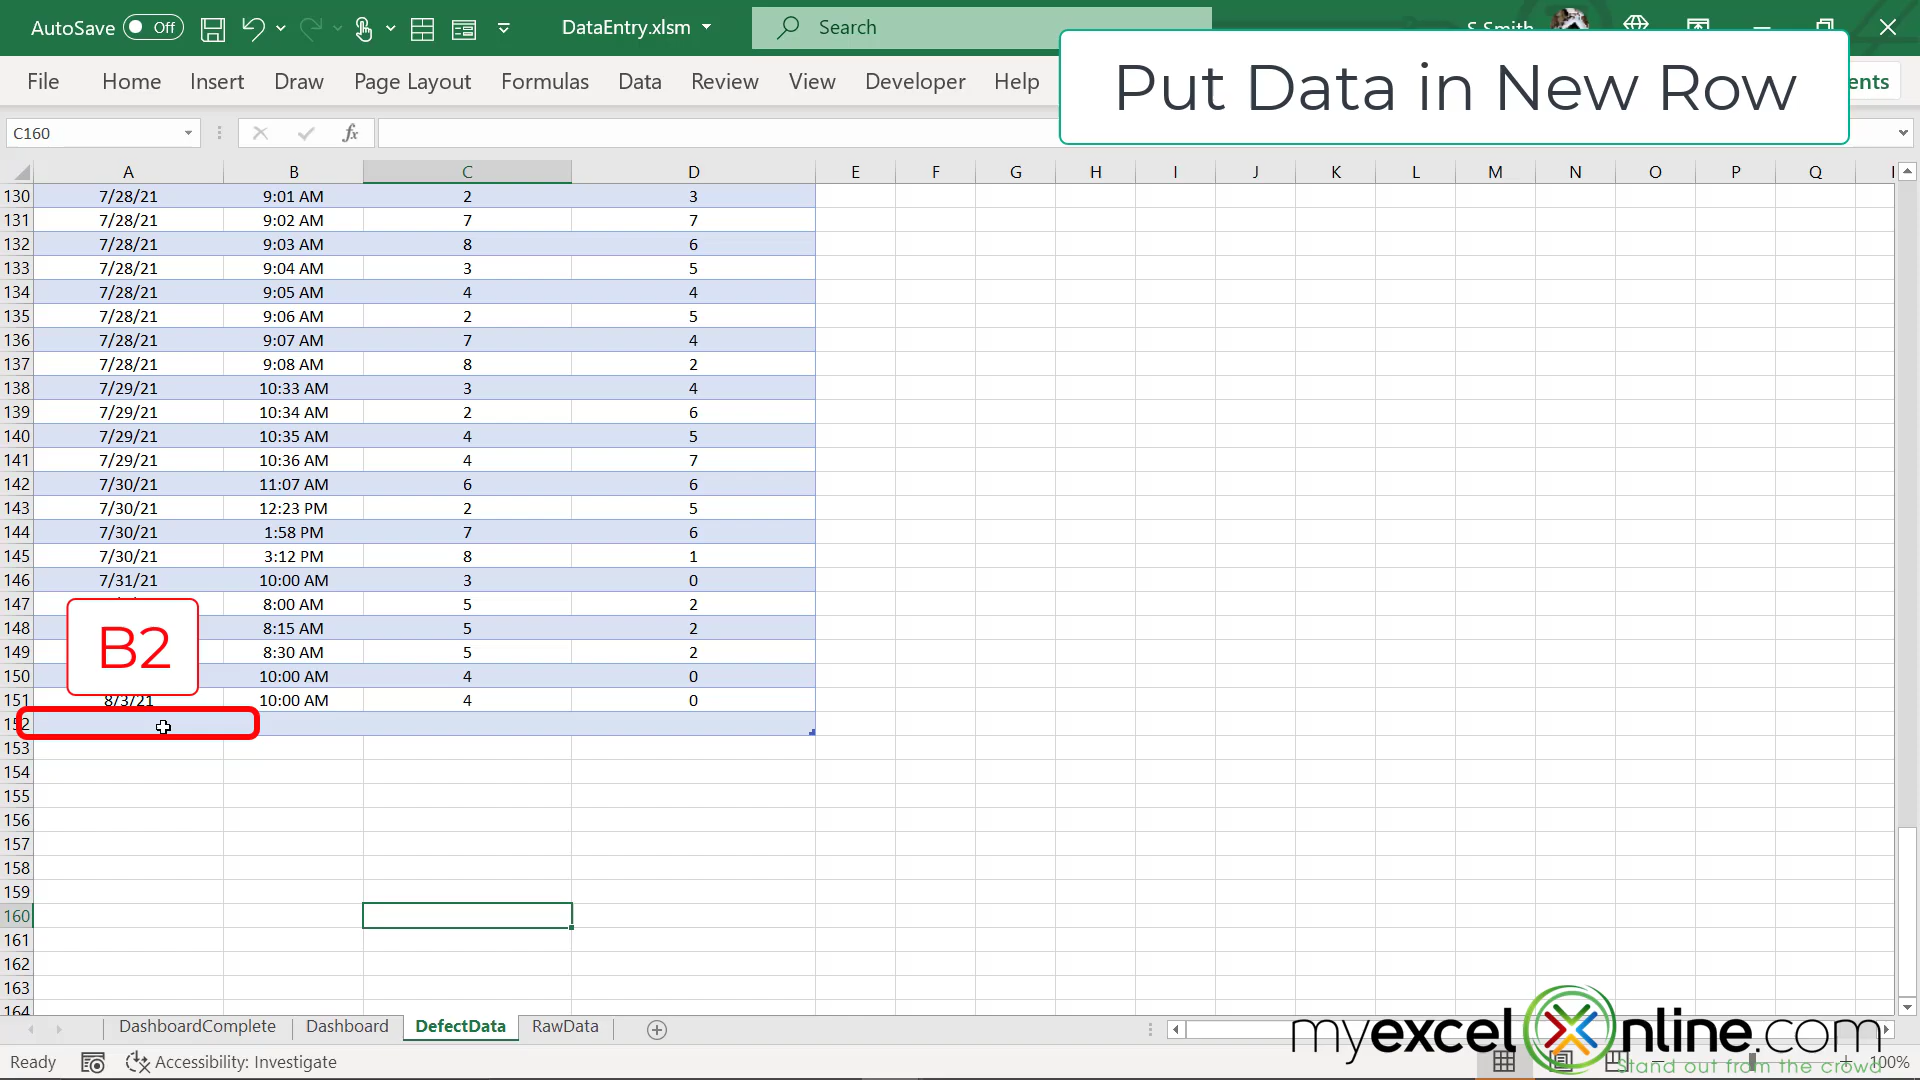 AutoSave Off DataEntry.xlsm Search
File Home Insert Draw Page Layout Formulas Data Review View Developer Help
Put Data in New Row
C160 fx
A B C D E F G H I J K L M N O P Q
130 7/28/21 9:01 AM 2 3
131 7/28/21 9:02 AM 7 7
132 7/28/21 9:03 AM 8 6
133 7/28/21 9:04 AM 3 5
134 7/28/21 9:05 AM 4 4
135 7/28/21 9:06 AM 2 5
136 7/28/21 9:07 AM 7 4
137 7/28/21 9:08 AM 8 2
138 7/29/21 10:33 AM 3 4
139 7/29/21 10:34 AM 2 6
140 7/29/21 10:35 AM 4 5
141 7/29/21 10:36 AM 4 7
142 7/30/21 11:07 AM 6 6
143 7/30/21 12:23 PM 2 5
144 7/30/21 1:58 PM 7 6
145 7/30/21 3:12 PM 8 1
146 7/31/21 10:00 AM 3 0
147 8:00 AM 5 2
148 8:15 AM 5 2
B2
149 8:30 AM 5 2
150 10:00 AM 4 0
151 8/3/21 10:00 AM 4 0
152
153
154
155
156
157
158
159
160
161
162
163
164
DashboardComplete Dashboard DefectData RawData
myexcelonline.com
Stand out from the crowd
Ready Accessibility: Investigate 100%